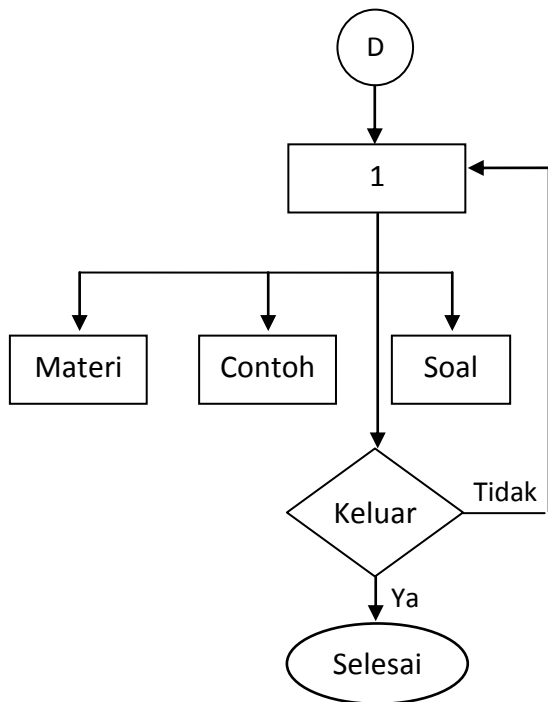 D
1
Materi
Contoh
Soal
Keluar
Tidak
Ya
Selesai